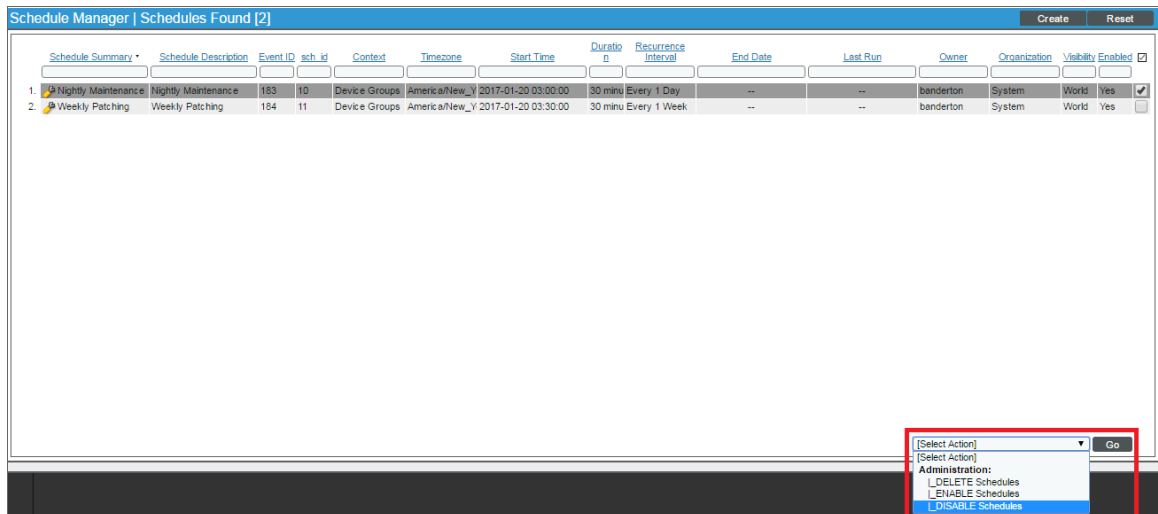 Schedule Manager | Schedules Found [2] Create Reset
Schedule Summary Schedule Description Event ID sch_id Context Timezone Start Time Duratio n Recurrence Interval End Date Last Run Owner Organization Visibility Enabled
1. Nightly Maintenance Nightly Maintenance 183 10 Device Groups America/New_Y 2017-01-20 03:00:00 30 minu Every 1 Day -- -- banderton System World Yes
2. Weekly Patching Weekly Patching 184 11 Device Groups America/New_Y 2017-01-20 03:30:00 30 minu Every 1 Week -- -- banderton System World Yes
[Select Action] Go
[Select Action]
Administration:
|_DELETE Schedules
|_ENABLE Schedules
|_DISABLE Schedules